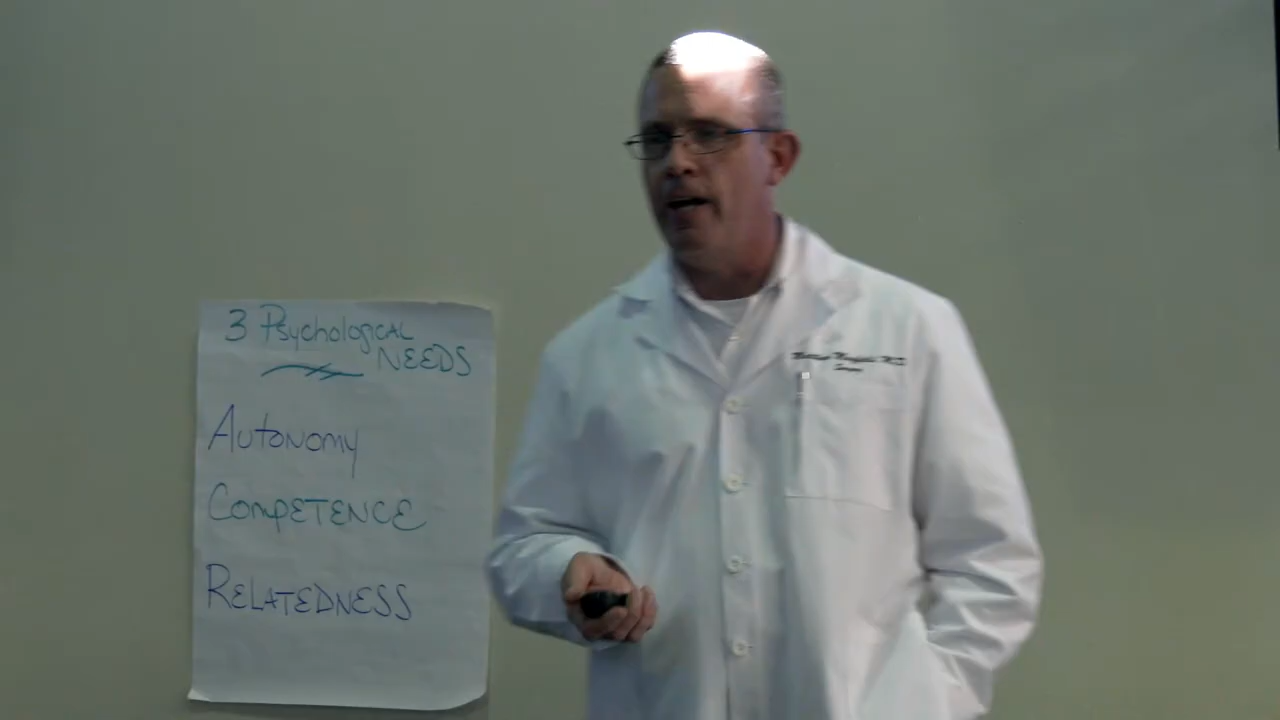 3 Psychological
NEEDS
Autonomy
Competence
Relatedness